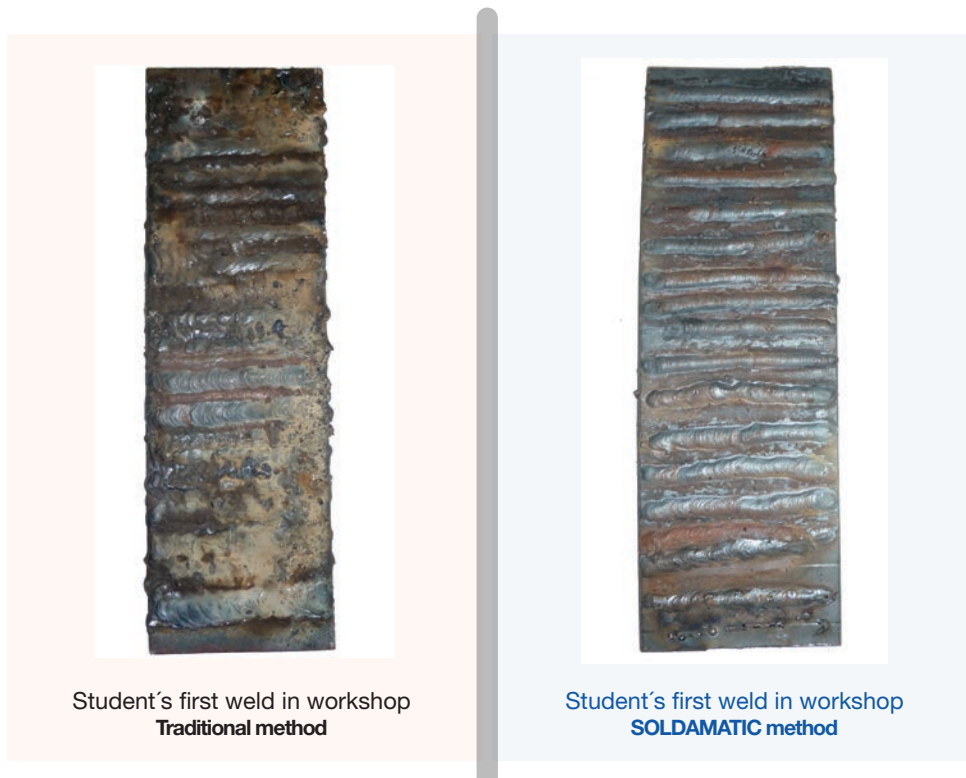 Student´s first weld in workshop
Traditional method
Student´s first weld in workshop
SOLDAMATIC method